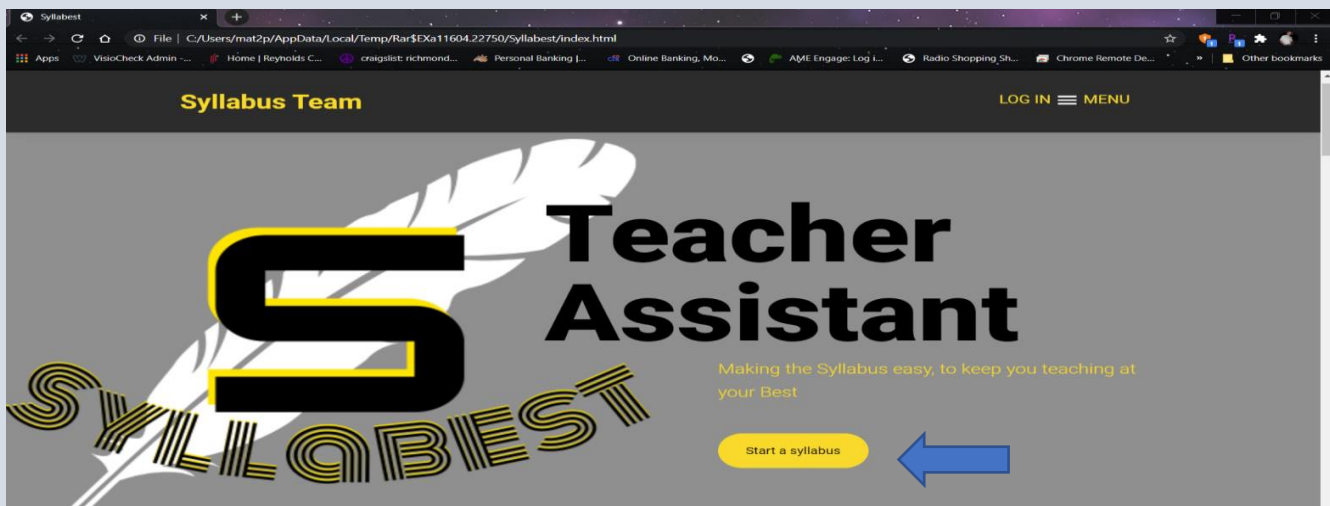 Syllabest
File | C:/Users/mat2p/AppData/Local/Temp/Rar$EXa11604.22750/Syllabest/index.html
Apps VisioCheck Admin -... Home | Reynolds C... craigslist: richmond... Personal Banking |... Online Banking, Mo... AME Engage: Log i... Radio Shopping Sh... Chrome Remote De... » Other bookmarks
Syllabus Team LOG IN MENU
Teacher
Assistant
S
SYLLaBEST
Making the Syllabus easy, to keep you teaching at
your Best
Start a syllabus